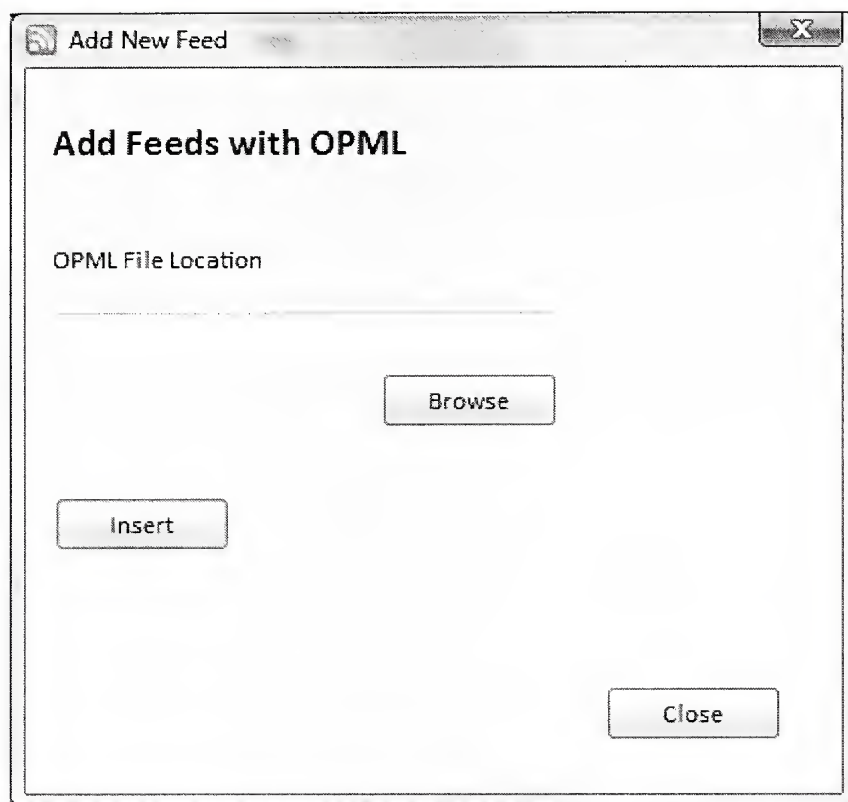 Add New Feed
X
Add Feeds with OPML
OPML File Location
Browse
Insert
Close